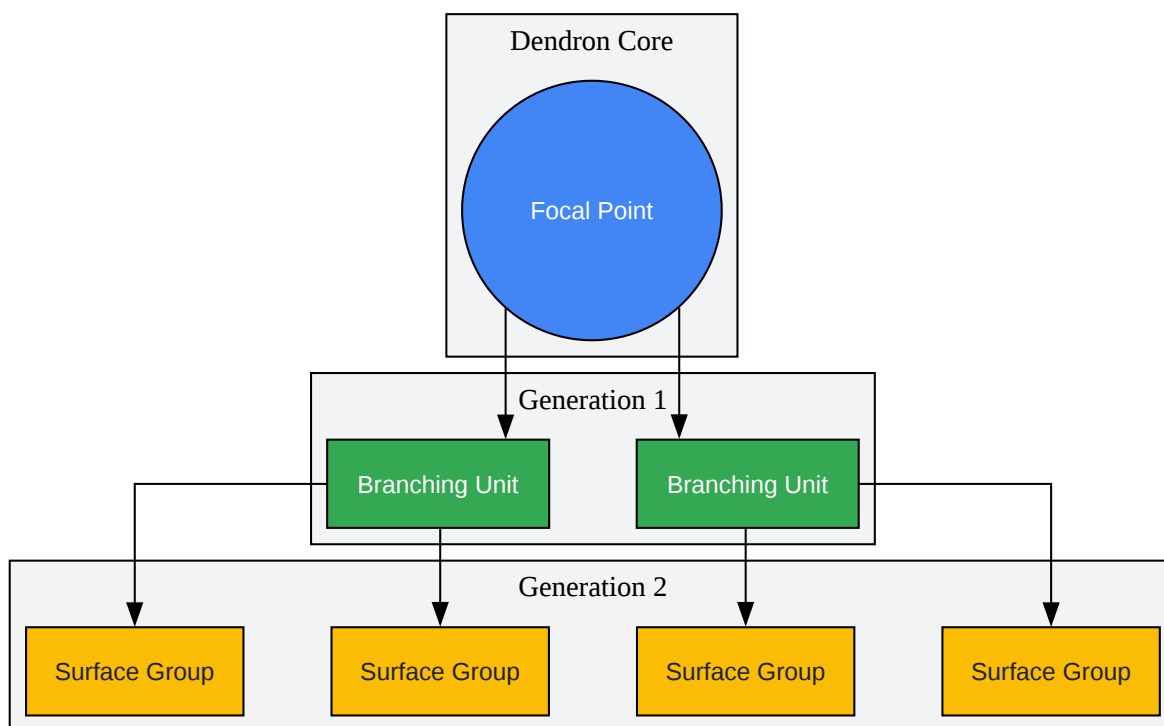 Dendron Core
Focal Point
Generation 1
Branching Unit
Branching Unit
Generation 2
Surface Group
Surface Group
Surface Group
Surface Group